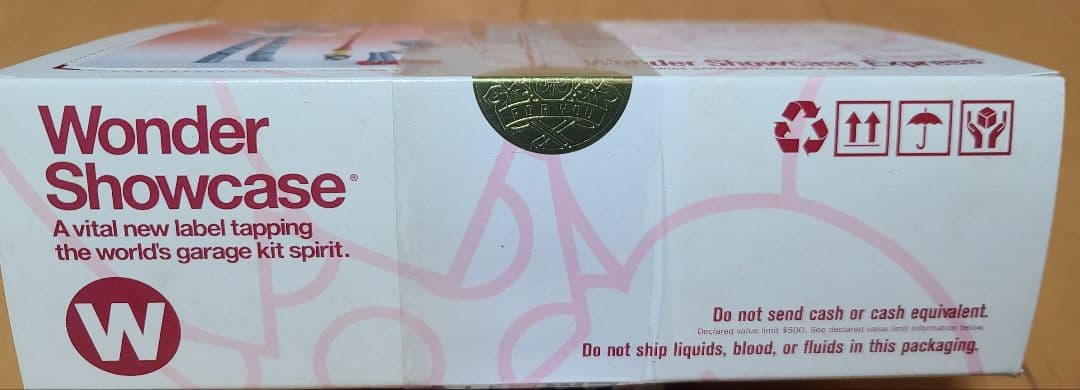 Wonder Showcase Express
Wonder
Showcase®
A vital new label tapping
the world's garage kit spirit.
W
Do not send cash or cash equivalent.
Declared value limit $500. See declared value limit information below.
Do not ship liquids, blood, or fluids in this packaging.